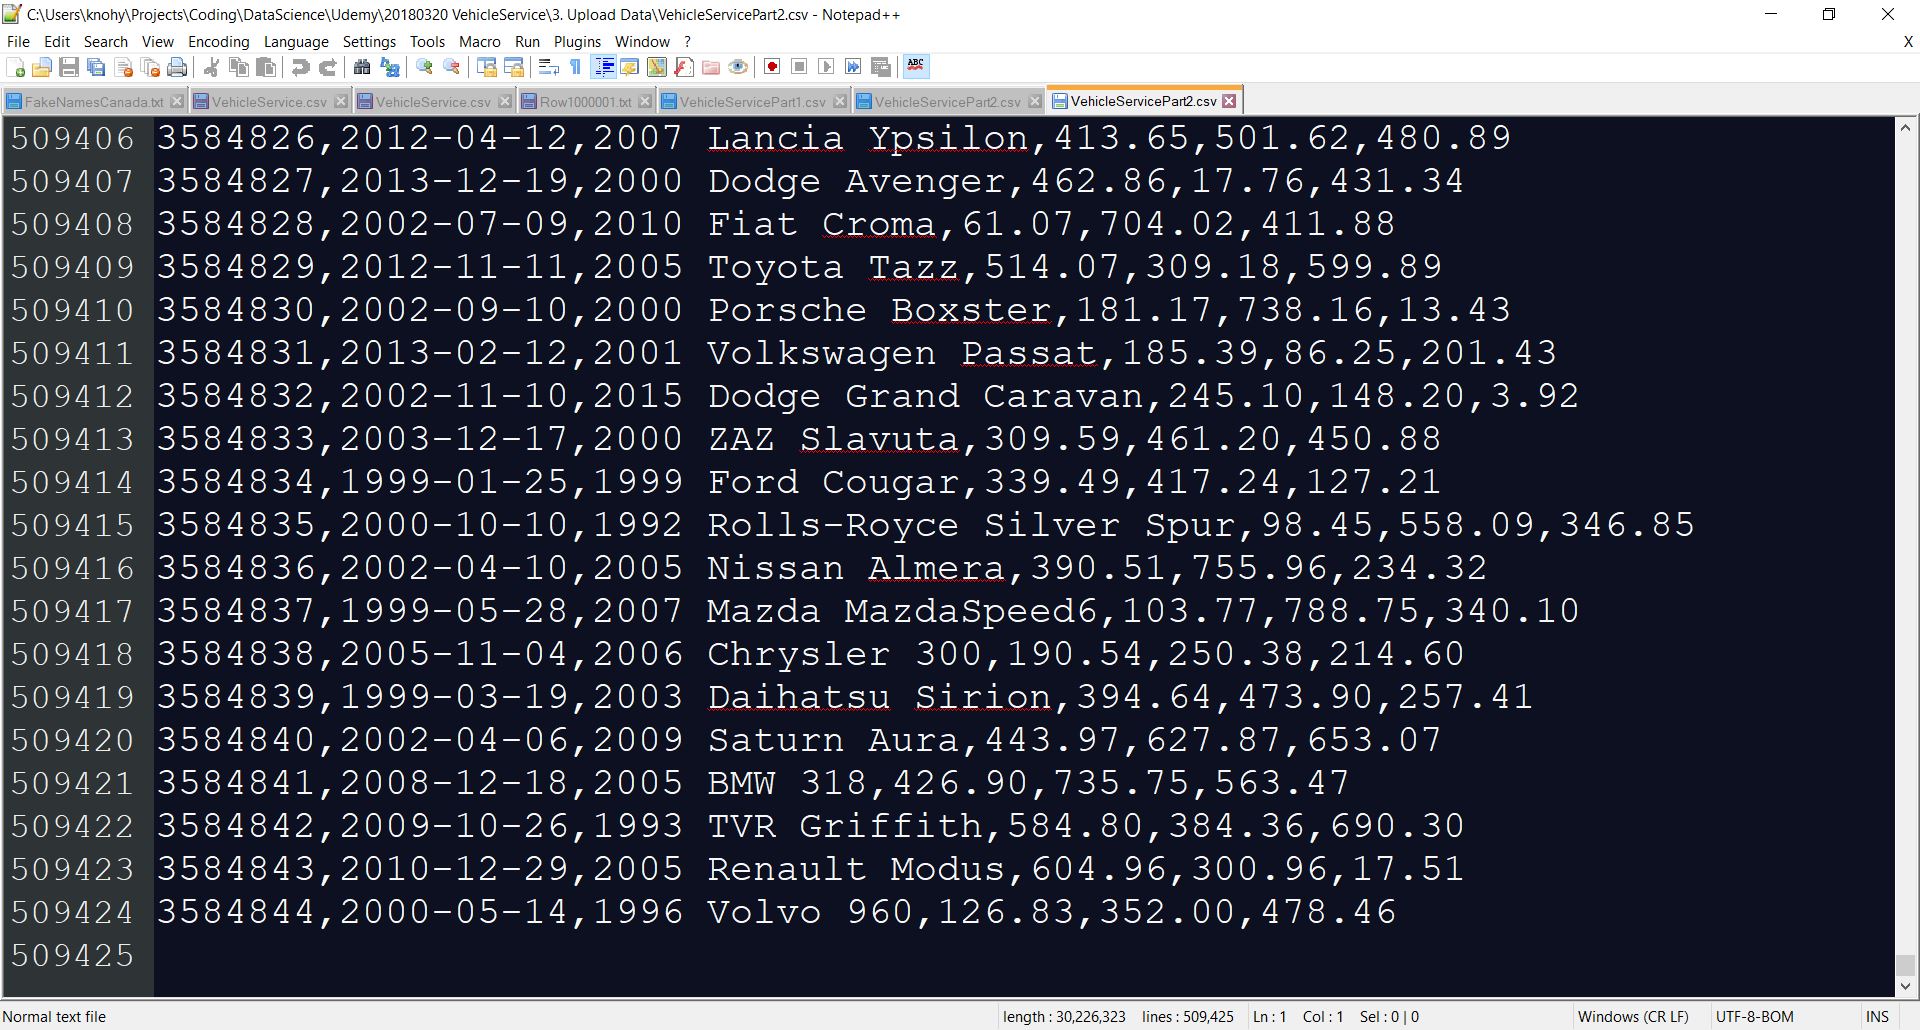 C:\Users\knohy\Projects\Coding\DataScience\Udemy\20180320 VehicleService\3. Upload Data\VehicleServicePart2.csv - Notepad++
File Edit Search View Encoding Language Settings Tools Macro Run Plugins Window ? X
ABC
FakeNamesCanada.txt VehicleService.csv VehicleService.csv Row1000001.txt VehicleServicePart1.csv VehicleServicePart2.csv VehicleServicePart2.csv
509406 3584826,2012-04-12,2007 Lancia Ypsilon,413.65,501.62,480.89
509407 3584827,2013-12-19,2000 Dodge Avenger,462.86,17.76,431.34
509408 3584828,2002-07-09,2010 Fiat Croma,61.07,704.02,411.88
509409 3584829,2012-11-11,2005 Toyota Tazz,514.07,309.18,599.89
509410 3584830,2002-09-10,2000 Porsche Boxster,181.17,738.16,13.43
509411 3584831,2013-02-12,2001 Volkswagen Passat,185.39,86.25,201.43
509412 3584832,2002-11-10,2015 Dodge Grand Caravan,245.10,148.20,3.92
509413 3584833,2003-12-17,2000 ZAZ Slavuta,309.59,461.20,450.88
509414 3584834,1999-01-25,1999 Ford Cougar,339.49,417.24,127.21
509415 3584835,2000-10-10,1992 Rolls-Royce Silver Spur,98.45,558.09,346.85
509416 3584836,2002-04-10,2005 Nissan Almera,390.51,755.96,234.32
509417 3584837,1999-05-28,2007 Mazda MazdaSpeed6,103.77,788.75,340.10
509418 3584838,2005-11-04,2006 Chrysler 300,190.54,250.38,214.60
509419 3584839,1999-03-19,2003 Daihatsu Sirion,394.64,473.90,257.41
509420 3584840,2002-04-06,2009 Saturn Aura,443.97,627.87,653.07
509421 3584841,2008-12-18,2005 BMW 318,426.90,735.75,563.47
509422 3584842,2009-10-26,1993 TVR Griffith,584.80,384.36,690.30
509423 3584843,2010-12-29,2005 Renault Modus,604.96,300.96,17.51
509424 3584844,2000-05-14,1996 Volvo 960,126.83,352.00,478.46
509425
Normal text file length : 30,226,323 lines : 509,425 Ln : 1 Col : 1 Sel : 0 | 0 Windows (CR LF) UTF-8-BOM INS